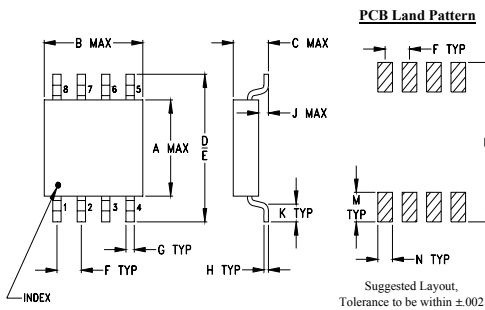 PCB Land Pattern
B MAX
C MAX
F TYP
8 7 6 5
J MAX
A MAX
D
E
M
TYP
K TYP
1 2 3 4
G TYP
N TYP
F TYP
H TYP
INDEX
Suggested Layout,
Tolerance to be within ±.002